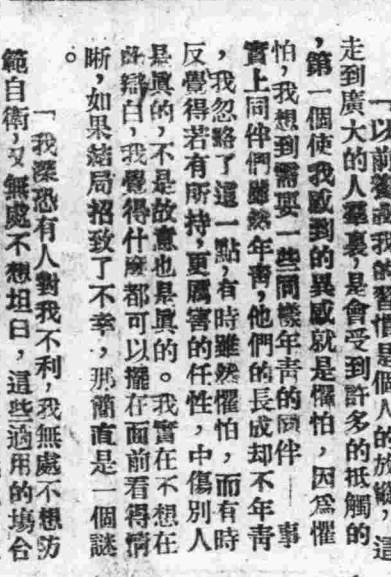 「以前我的習慣是個人的放縱，這
走到廣大的人羣裏，是會受到許多的抵觸的
，第一個使我感到的異感就是懼怕，因爲懼
怕，我想到需要一些同樣年青的同伴——事
實上同伴們雖然年青，他們的長成却不年青
，我忽略了這一點，有時雖然懼怕，而有時
反覺得若有所恃，更厲害的任性，中傷別人
是眞的，不是故意也是眞的。我實在不想在
此辯白，我覺得什麼都可以擺在面前看得清
晰，如果結局招致了不幸，那簡直是一個謎
。
「我深恐有人對我不利，我無處不想防
範自衛，又無處不想坦白，這些適用的塲合